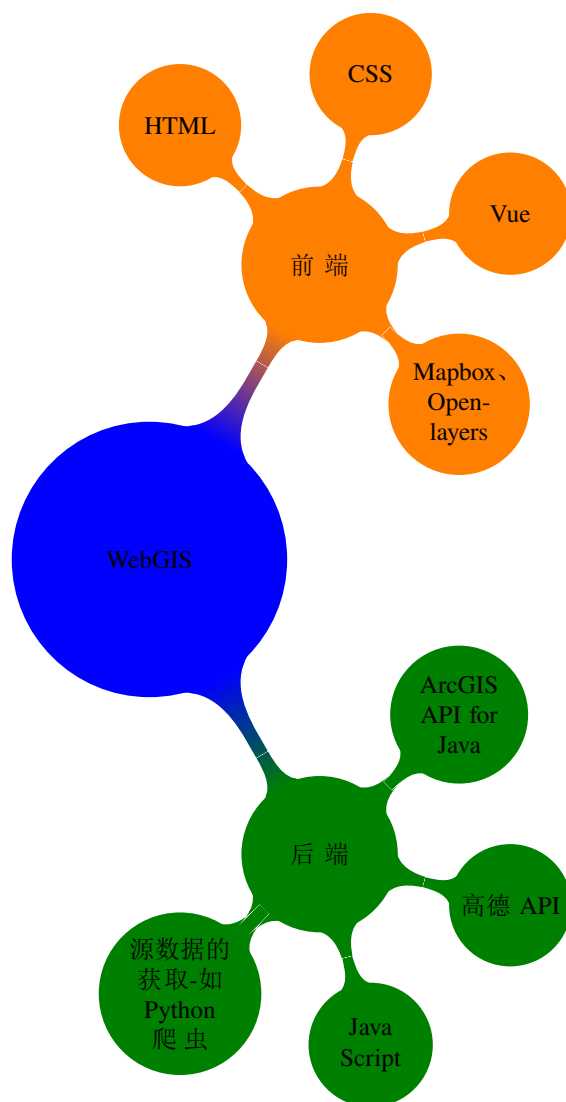 CSS
HTML
Vue
前 端
Mapbox、
Open-
layers
WebGIS
ArcGIS
API for
Java
后 端
高德 API
源数据的
获取-如
Python
爬 虫
Java
Script